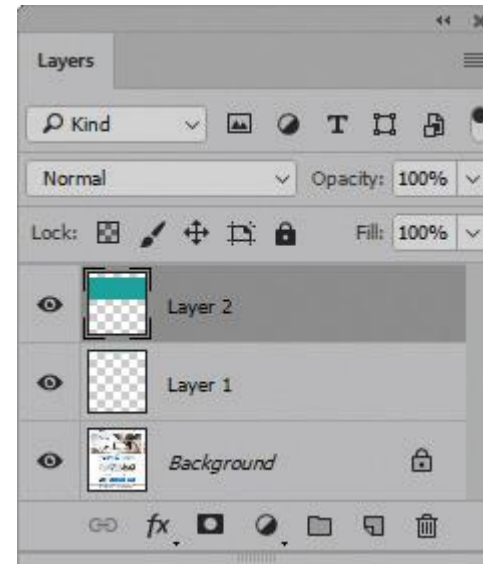 Layers
Kind
Normal Opacity: 100%
Lock: Fill: 100%
Layer 2
Layer 1
Background
fx